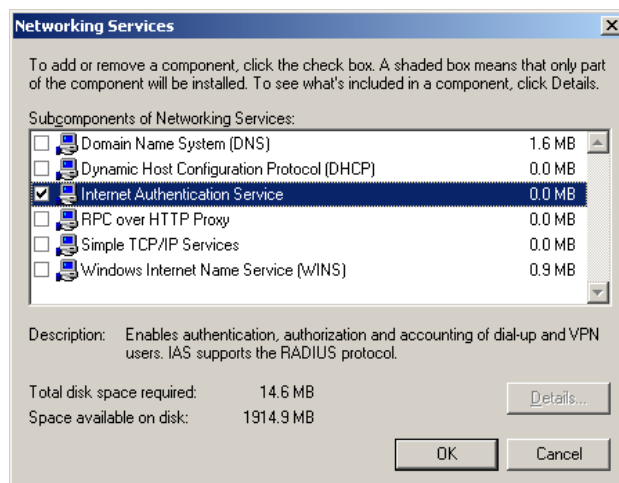 Networking Services
To add or remove a component, click the check box. A shaded box means that only part
of the component will be installed. To see what's included in a component, click Details.
Subcomponents of Networking Services:
Domain Name System (DNS) 1.6 MB
Dynamic Host Configuration Protocol (DHCP) 0.0 MB
Internet Authentication Service 0.0 MB
RPC over HTTP Proxy 0.0 MB
Simple TCP/IP Services 0.0 MB
Windows Internet Name Service (WINS) 0.9 MB
Description: Enables authentication, authorization and accounting of dial-up and VPN
users. IAS supports the RADIUS protocol.
Total disk space required: 14.6 MB
Space available on disk: 1914.9 MB
Details...
OK Cancel